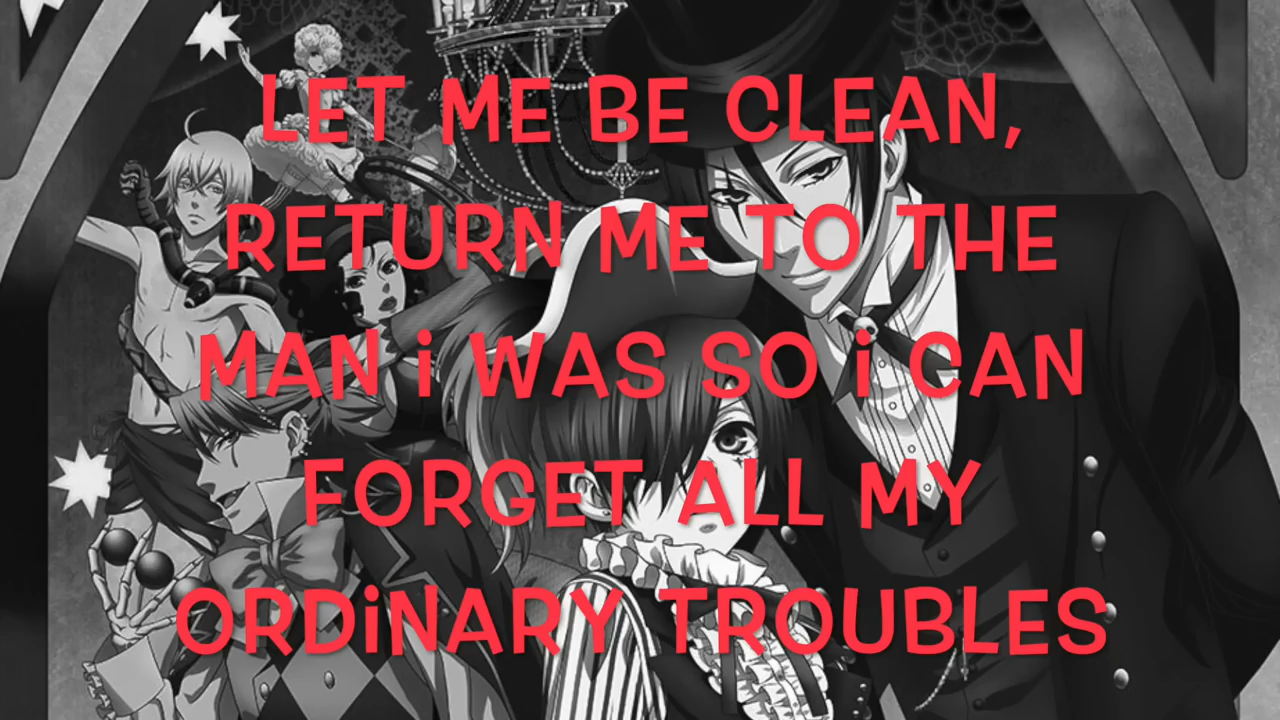 LET ME BE CLEAN,
RETURN ME TO THE
MAN i WAS SO i CAN
FORGET ALL MY
ORDiNARY TROUBLES